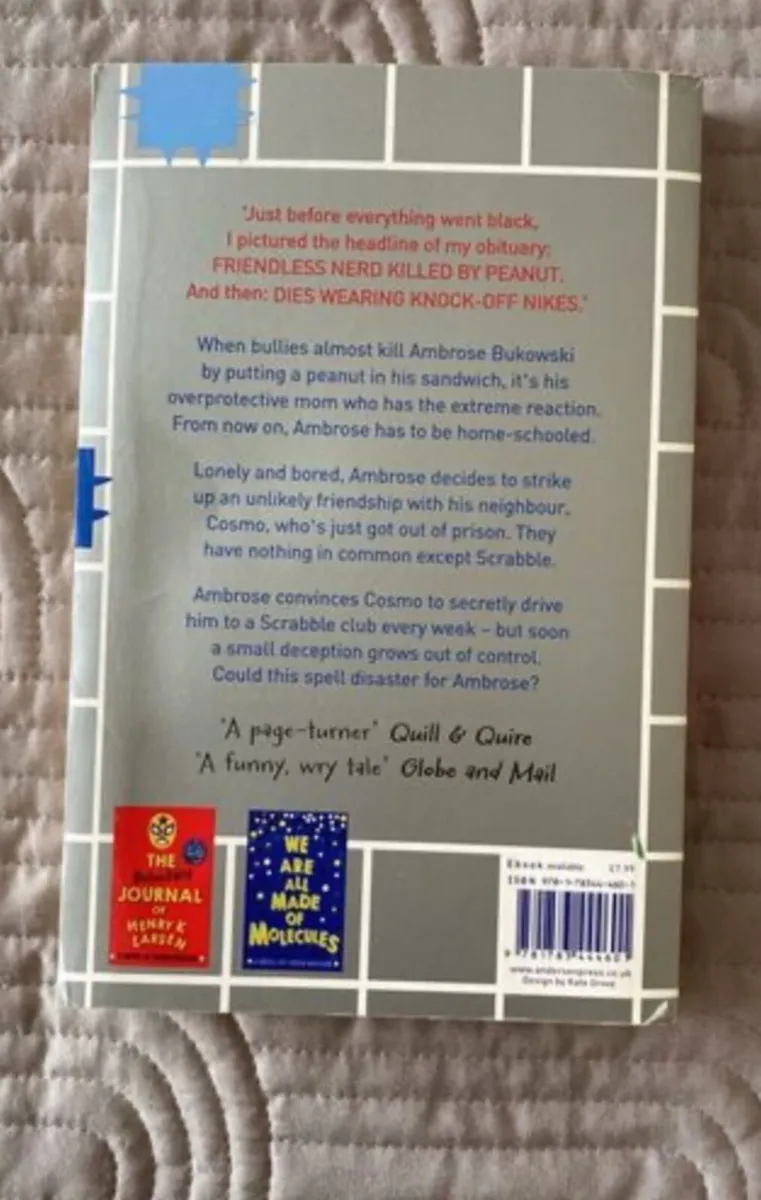 'Just before everything went black,
I pictured the headline of my obituary:
FRIENDLESS NERD KILLED BY PEANUT.
And then: DIES WEARING KNOCK-OFF NIKES.'
When bullies almost kill Ambrose Bukowski
by putting a peanut in his sandwich, it's his
overprotective mom who has the extreme reaction.
From now on, Ambrose has to be home-schooled.
Lonely and bored, Ambrose decides to strike
up an unlikely friendship with his neighbour,
Cosmo, who's just got out of prison. They
have nothing in common except Scrabble.
Ambrose convinces Cosmo to secretly drive
him to a Scrabble club every week – but soon
a small deception grows out of control.
Could this spell disaster for Ambrose?
'A page-turner' Quill & Quire
'A funny, wry tale' Globe and Mail
THE
Reluctant
JOURNAL
OF
HENRY K
LARSEN
WE
ARE
ALL
MADE
OF
MOLECULES
Ebook available £7.99
ISBN
www.andersenpress.co.uk
Design by Kate Grove